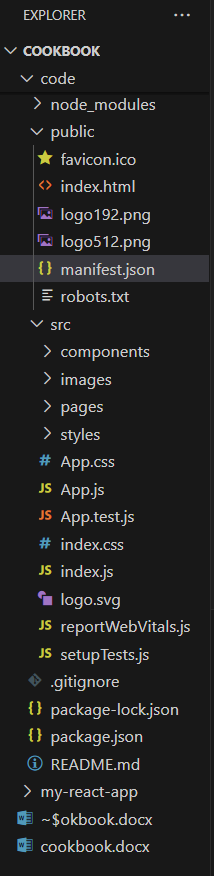 EXPLORER ...
COOKBOOK
code
node_modules
public
favicon.ico
<> index.html
logo192.png
logo512.png
{} manifest.json
robots.txt
src
components
images
pages
styles
# App.css
JS App.js
JS App.test.js
# index.css
JS index.js
logo.svg
JS reportWebVitals.js
JS setupTests.js
.gitignore
{} package-lock.json
{} package.json
README.md
my-react-app
~$okbook.docx
cookbook.docx